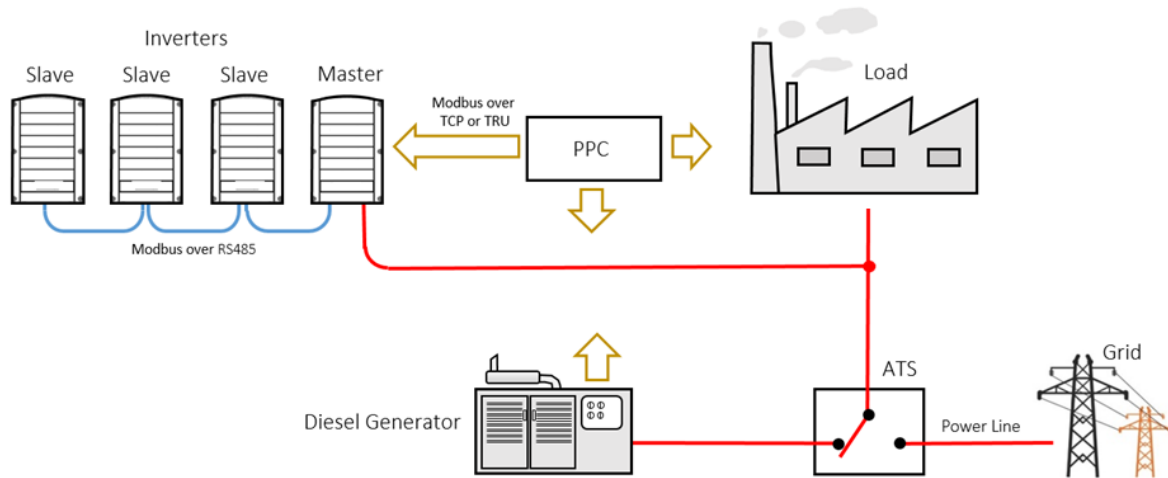 Inverters
Slave
Slave
Slave
Master
Modbus over
TCP or TRU
PPC
Load
Modbus over RS485
Diesel Generator
ATS
Power Line
Grid